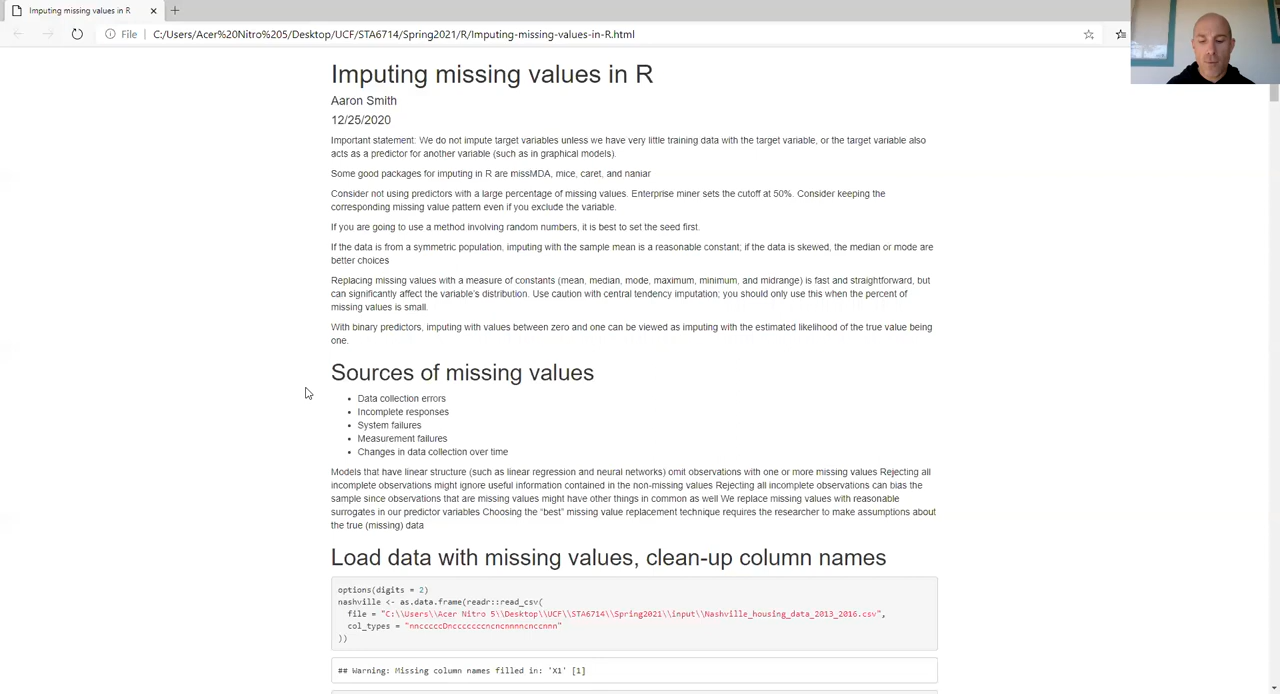 Imputing missing values in R
File
C:/Users/Acer%20Nitro%205/Desktop/UCF/STA6714/Spring2021/R/Imputing-missing-values-in-R.html
Imputing missing values in R
Aaron Smith
12/25/2020
Important statement: We do not impute target variables unless we have very little training data with the target variable, or the target variable also
acts as a predictor for another variable (such as in graphical models).
Some good packages for imputing in R are missMDA, mice, caret, and naniar
Consider not using predictors with a large percentage of missing values. Enterprise miner sets the cutoff at 50%. Consider keeping the
corresponding missing value pattern even if you exclude the variable.
If you are going to use a method involving random numbers, it is best to set the seed first.
If the data is from a symmetric population, imputing with the sample mean is a reasonable constant; if the data is skewed, the median or mode are
better choices
Replacing missing values with a measure of constants (mean, median, mode, maximum, minimum, and midrange) is fast and straightforward, but
can significantly affect the variable's distribution. Use caution with central tendency imputation; you should only use this when the percent of
missing values is small.
With binary predictors, imputing with values between zero and one can be viewed as imputing with the estimated likelihood of the true value being
one.
Sources of missing values
• Data collection errors
• Incomplete responses
• System failures
• Measurement failures
• Changes in data collection over time
Models that have linear structure (such as linear regression and neural networks) omit observations with one or more missing values Rejecting all
incomplete observations might ignore useful information contained in the non-missing values Rejecting all incomplete observations can bias the
sample since observations that are missing values might have other things in common as well We replace missing values with reasonable
surrogates in our predictor variables Choosing the “best” missing value replacement technique requires the researcher to make assumptions about
the true (missing) data
Load data with missing values, clean-up column names
options(digits = 2)
nashville <- as.data.frame(readr::read_csv(
file = "C:\\Users\\Acer Nitro 5\\Desktop\\UCF\\STA6714\\Spring2021\\input\\Nashville_housing_data_2013_2016.csv",
col_types =
))
## Warning: Missing column names filled in: 'X1' [1]